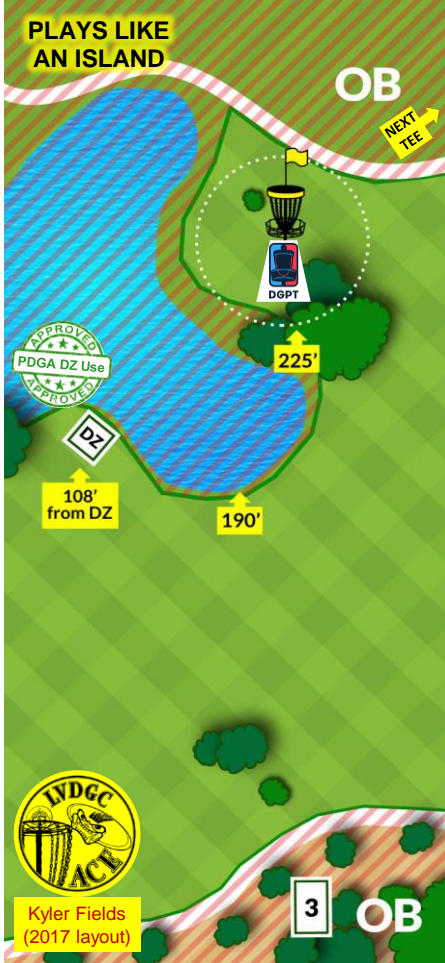 PLAYS LIKE
AN ISLAND
OB
NEXT
TEE
DGPT
225'
APPROVED
PDGA DZ Use
APPROVED
DZ
108'
from DZ
190'
LVDGC
ACE
Kyler Fields
(2017 layout)
3
OB